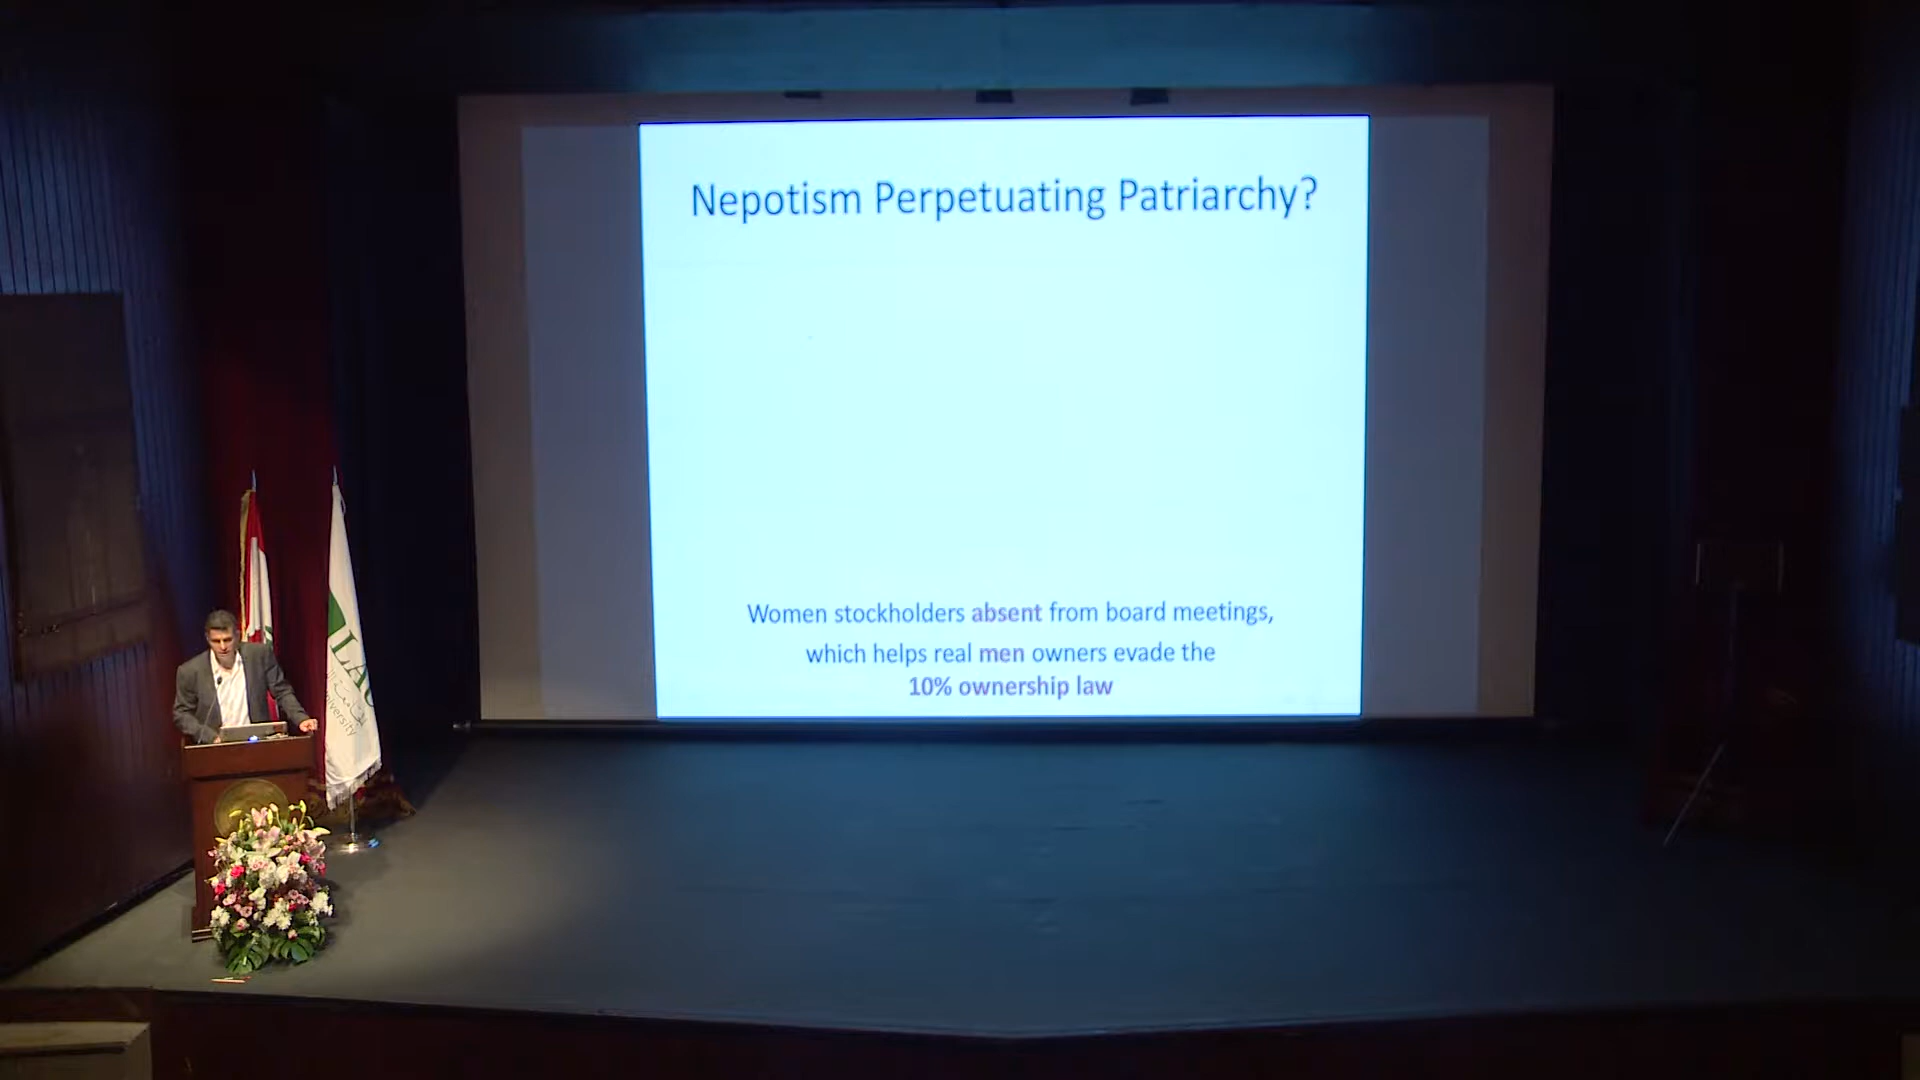 Nepotism Perpetuating Patriarchy?
Women stockholders absent from board meetings,
which helps real men owners evade the
10% ownership law
LAU